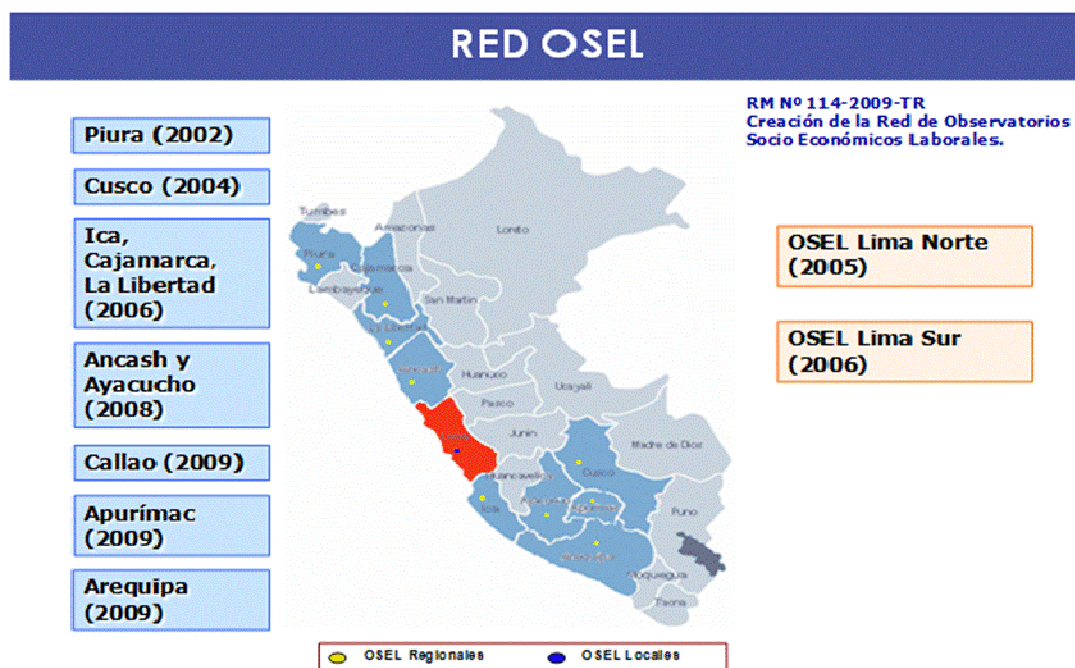 RED OSEL
RM Nº 114-2009-TR
Creación de la Red de Observatorios
Socio Económicos Laborales.
Piura (2002)
Cusco (2004)
Ica,
Cajamarca,
La Libertad
(2006)
Ancash y
Ayacucho
(2008)
Callao (2009)
Apurímac
(2009)
Arequipa
(2009)
Tumbes
Piura
Lambayeque
Cajamarca
Amazonas
Loreto
San Martín
La Libertad
Ancash
Huanuco
Ucayali
Pasco
Junin
Madre de Dios
Huancavelica
Cusco
Ica
Ayacucho
Apurimac
Puno
Arequipa
Moquegua
Tacna
OSEL Lima Norte
(2005)
OSEL Lima Sur
(2006)
OSEL Regionales
OSEL Locales